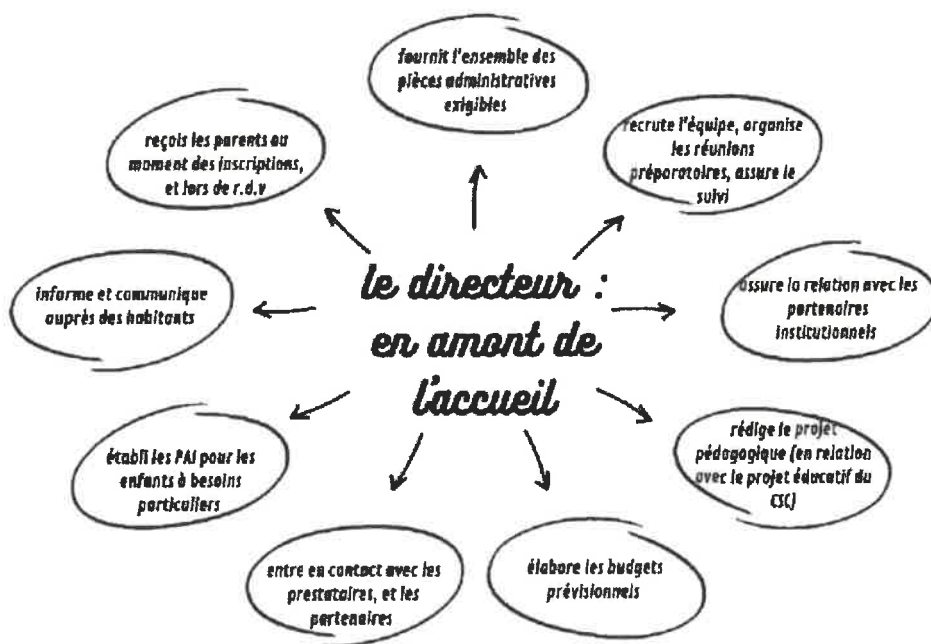 fournit l'ensemble des
pièces administratives
exigibles
reçois les parents au
moment des inscriptions,
et lors de r.d.v
recrute l'équipe, organise
les réunions
préparatoires, assure le
suivi
informe et communique
auprès des habitants
le directeur :
en amont de
l'accueil
assure la relation avec les
partenaires
institutionnels
établi les PAI pour les
enfants à besoins
particuliers
rédige le projet
pédagogique (en relation
avec le projet éducatif du
CSC)
entre en contact avec les
prestataires, et les
partenaires
élabore les budgets
prévisionnels